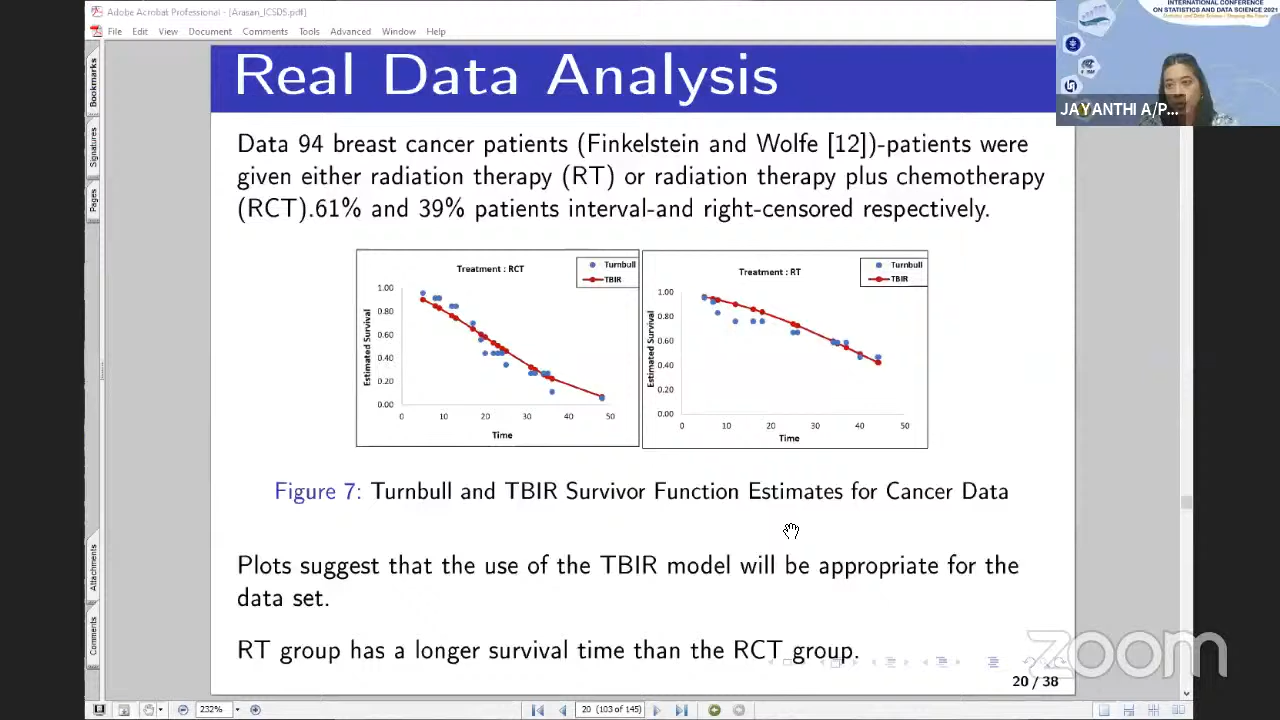 Adobe Acrobat Professional - [Arasan_ICSDS.pdf]
INTERNATIONAL CONFERENCE
ON STATISTICS AND DATA SCIENCE 2021
File Edit View Document Comments Tools Advanced Window Help
JAYANTHI A/P...
Bookmarks
Signatures
Pages
Attachments
Comments
Real Data Analysis
Data 94 breast cancer patients (Finkelstein and Wolfe [12])-patients were
given either radiation therapy (RT) or radiation therapy plus chemotherapy
(RCT).61% and 39% patients interval-and right-censored respectively.
Treatment : RCT
Turnbull
TBIR
Estimated Survival
1.00
0.80
0.60
0.40
0.20
0.00
0 10 20 30 40 50
Time
Treatment : RT
Turnbull
TBIR
Estimated Survival
1.00
0.80
0.60
0.40
0.20
0.00
0 10 20 30 40 50
Time
Figure 7: Turnbull and TBIR Survivor Function Estimates for Cancer Data
Plots suggest that the use of the TBIR model will be appropriate for the
data set.
RT group has a longer survival time than the RCT group.
20 / 38
zoom
232%
20 (103 of 145)